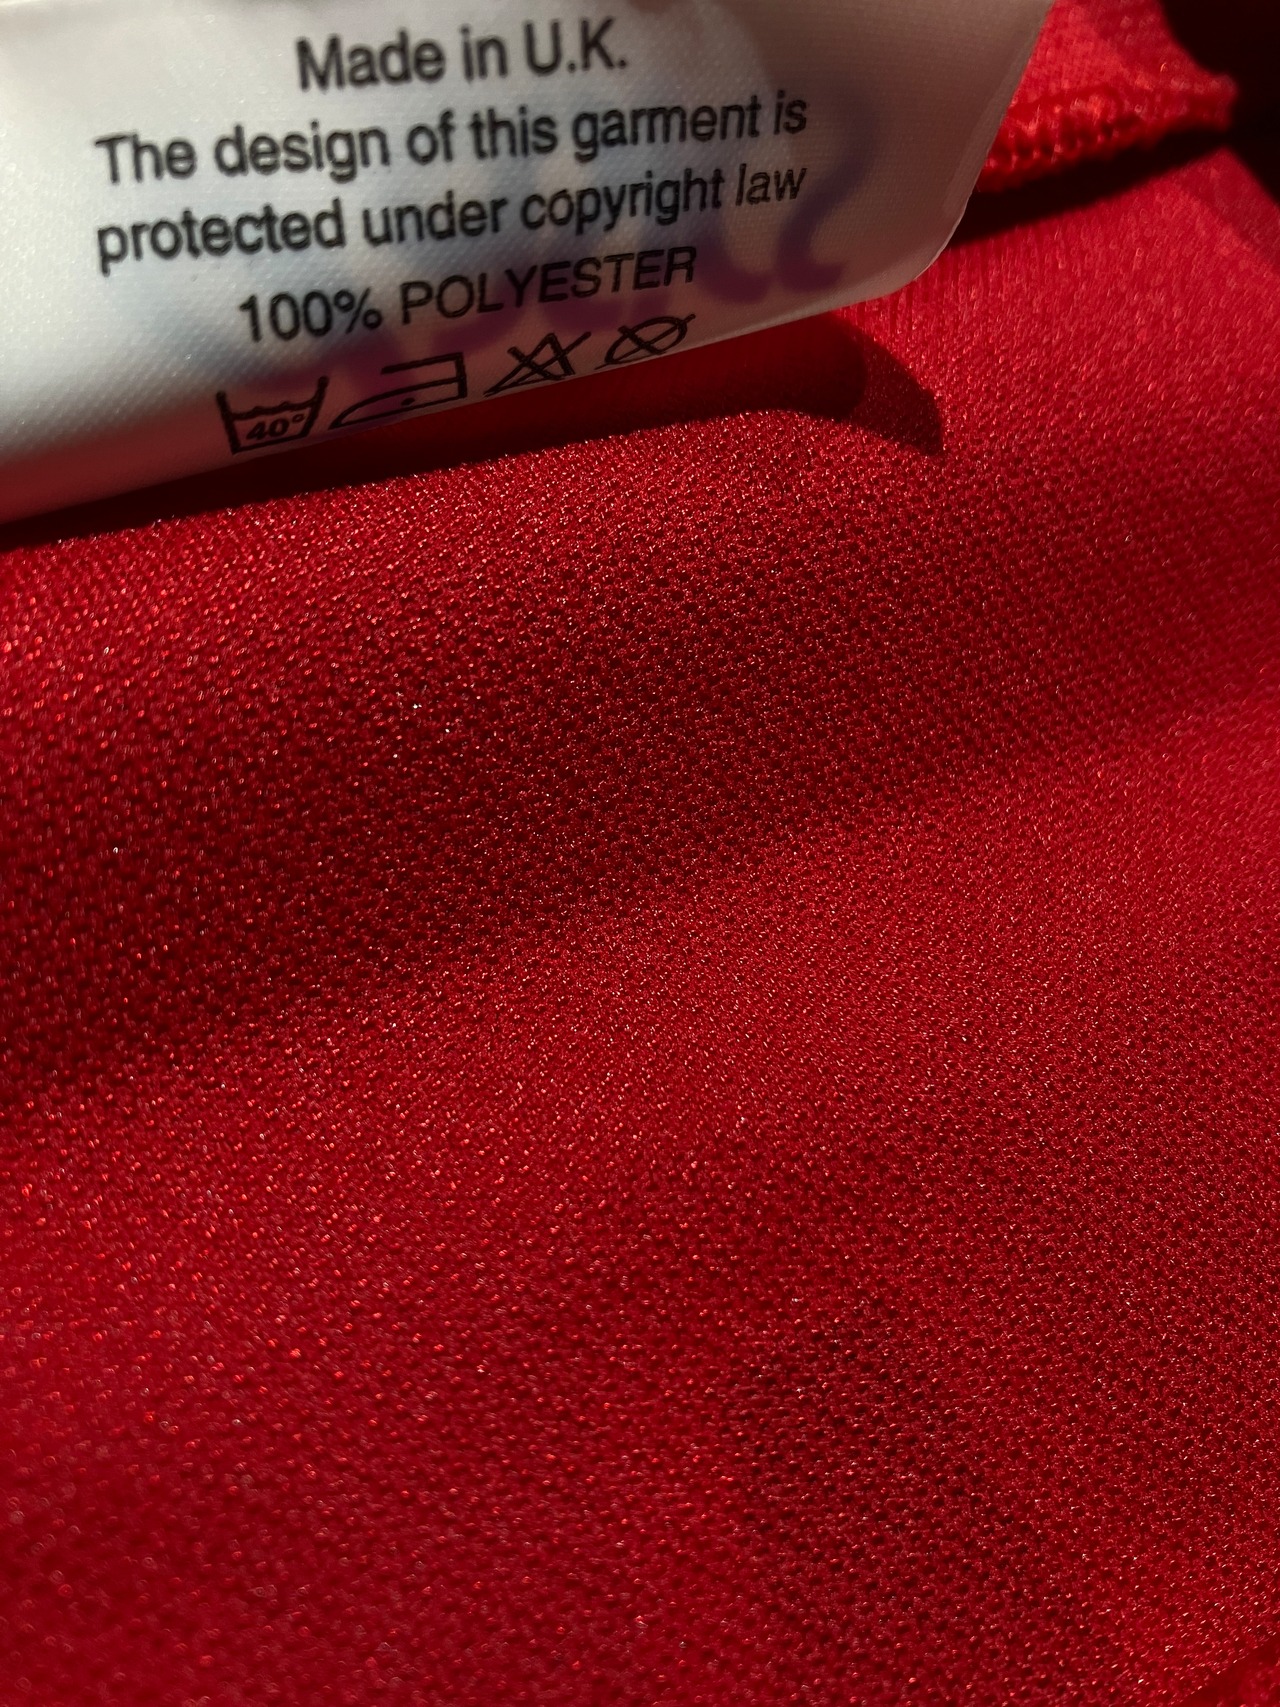 Made in U.K.
The design of this garment is
protected under copyright law
100% POLYESTER
40°